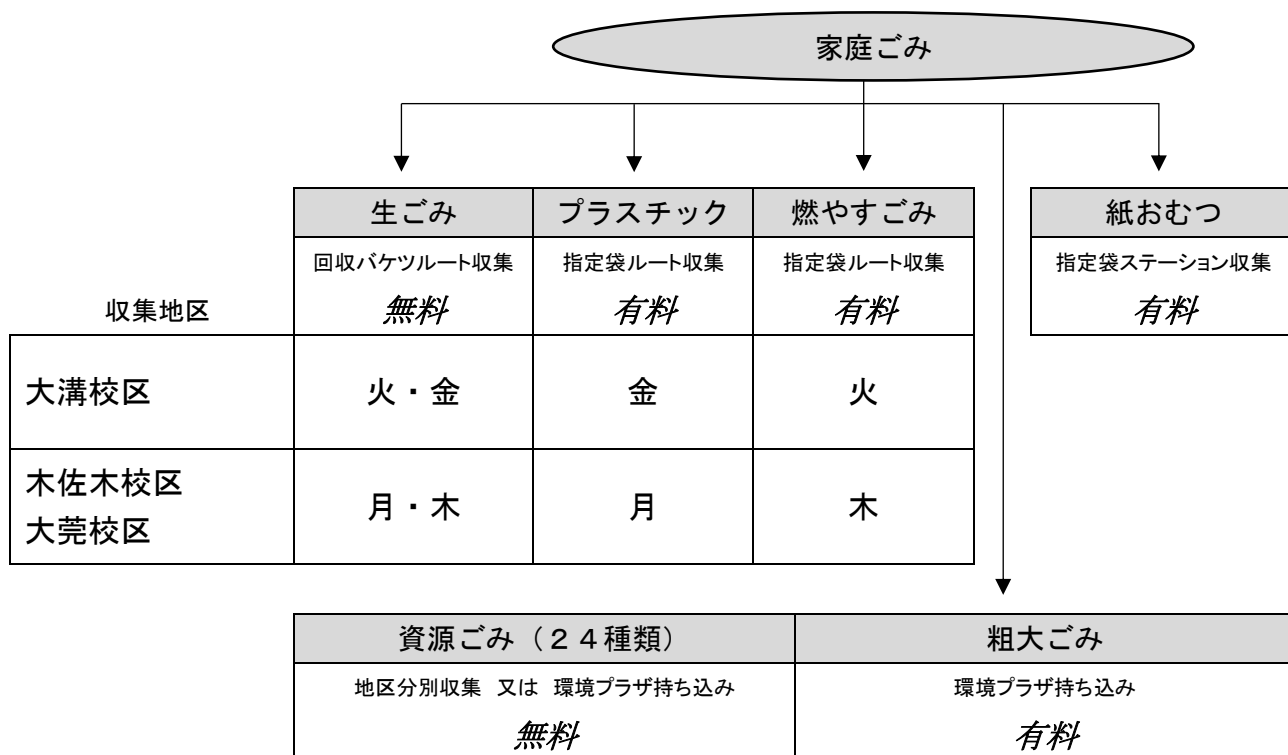 家庭ごみ
生ごみ プラスチック 燃やすごみ 紙おむつ
回収バケツルート収集 指定袋ルート収集 指定袋ルート収集 指定袋ステーション収集
収集地区 無料 有料 有料 有料
大溝校区 火・金 金 火
木佐木校区
大莞校区
月・木 月 木
資源ごみ（２４種類） 粗大ごみ
地区分別収集 又は 環境プラザ持ち込み 環境プラザ持ち込み
無料 有料